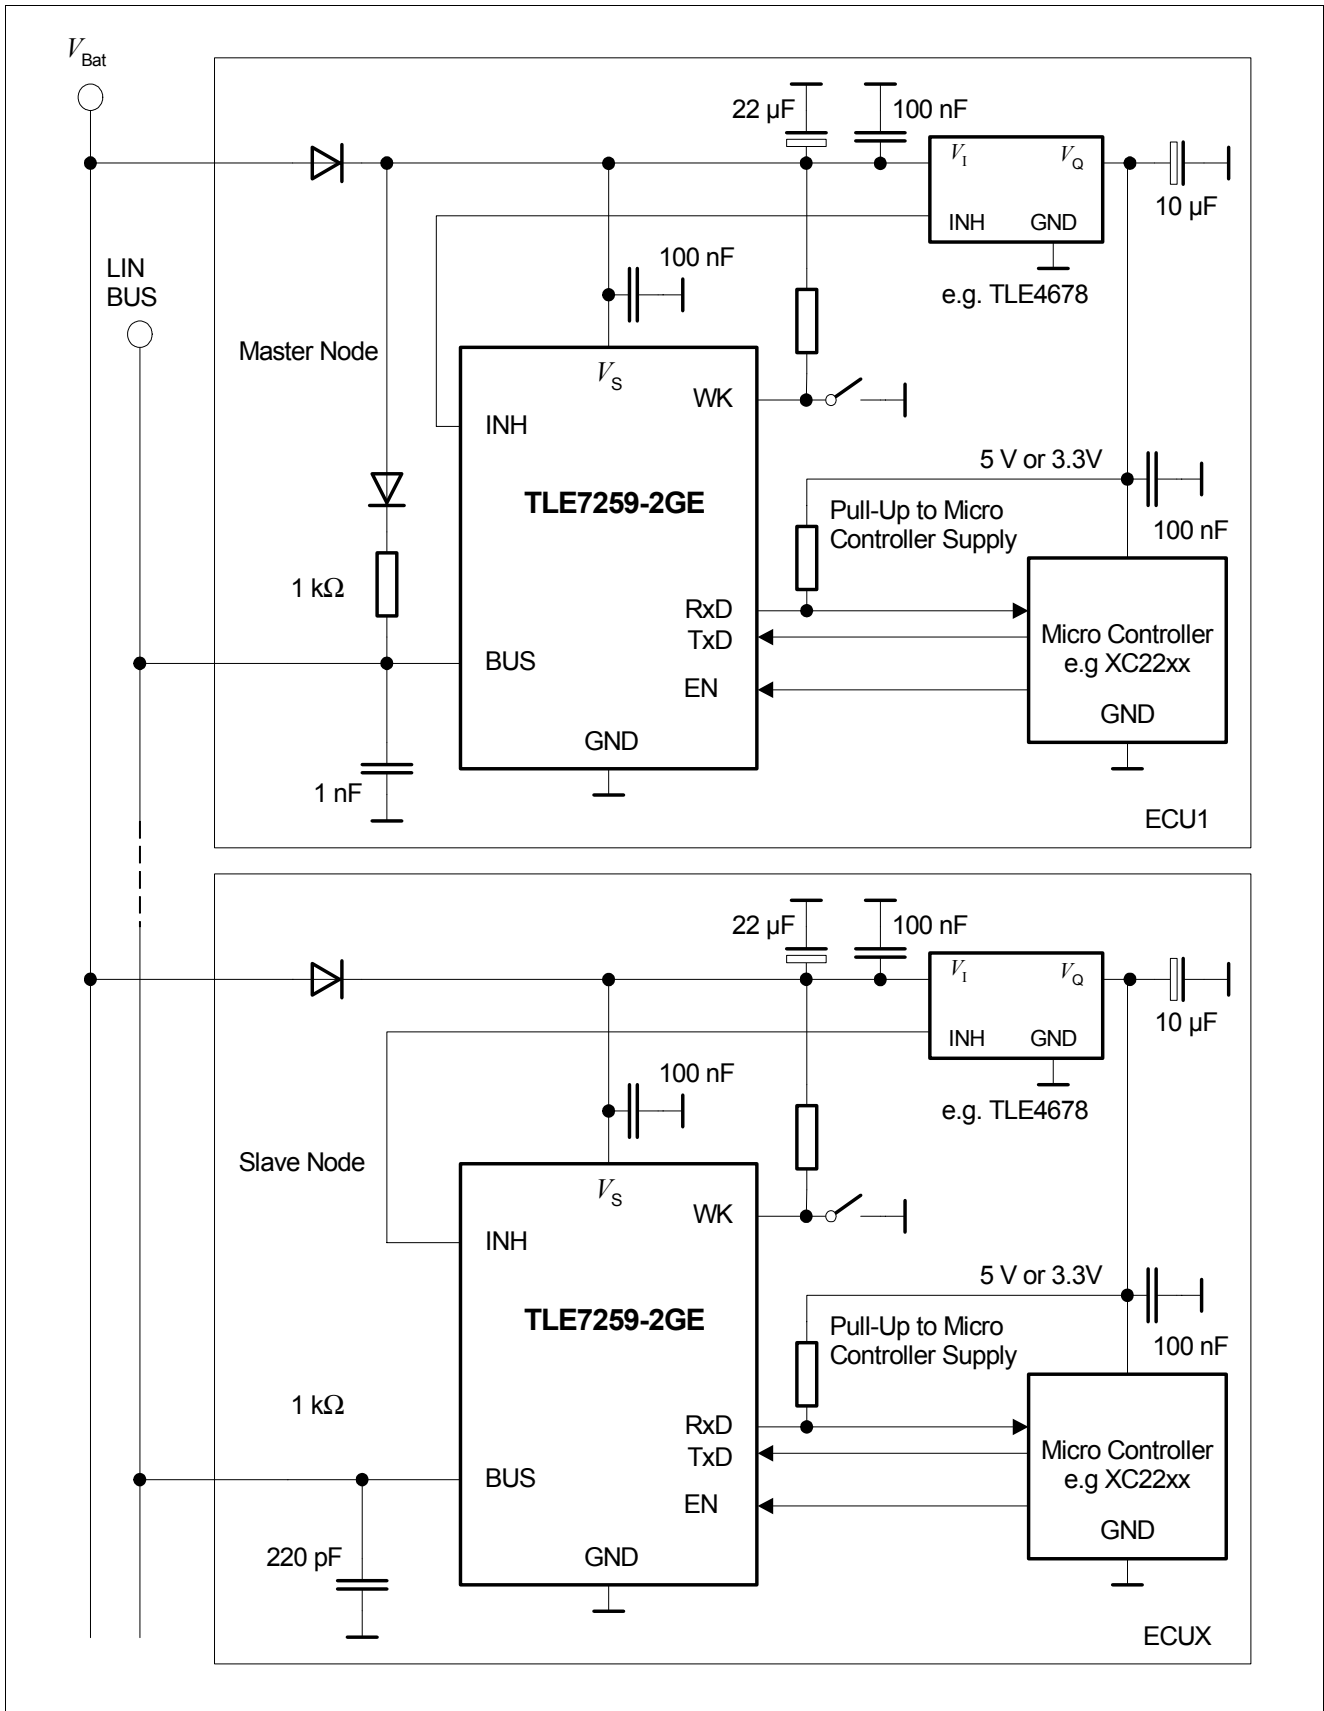 VBat
22 µF
100 nF
VI
VQ
10 µF
INH
GND
e.g. TLE4678
LIN
BUS
100 nF
Master Node
VS
WK
INH
5 V or 3.3V
TLE7259-2GE
Pull-Up to Micro
Controller Supply
100 nF
1 kΩ
RxD
TxD
Micro Controller
e.g XC22xx
BUS
EN
GND
GND
1 nF
ECU1
22 µF
100 nF
VI
VQ
10 µF
INH
GND
e.g. TLE4678
100 nF
Slave Node
VS
WK
INH
5 V or 3.3V
TLE7259-2GE
Pull-Up to Micro
Controller Supply
100 nF
1 kΩ
RxD
TxD
Micro Controller
e.g XC22xx
BUS
EN
GND
GND
220 pF
ECUX